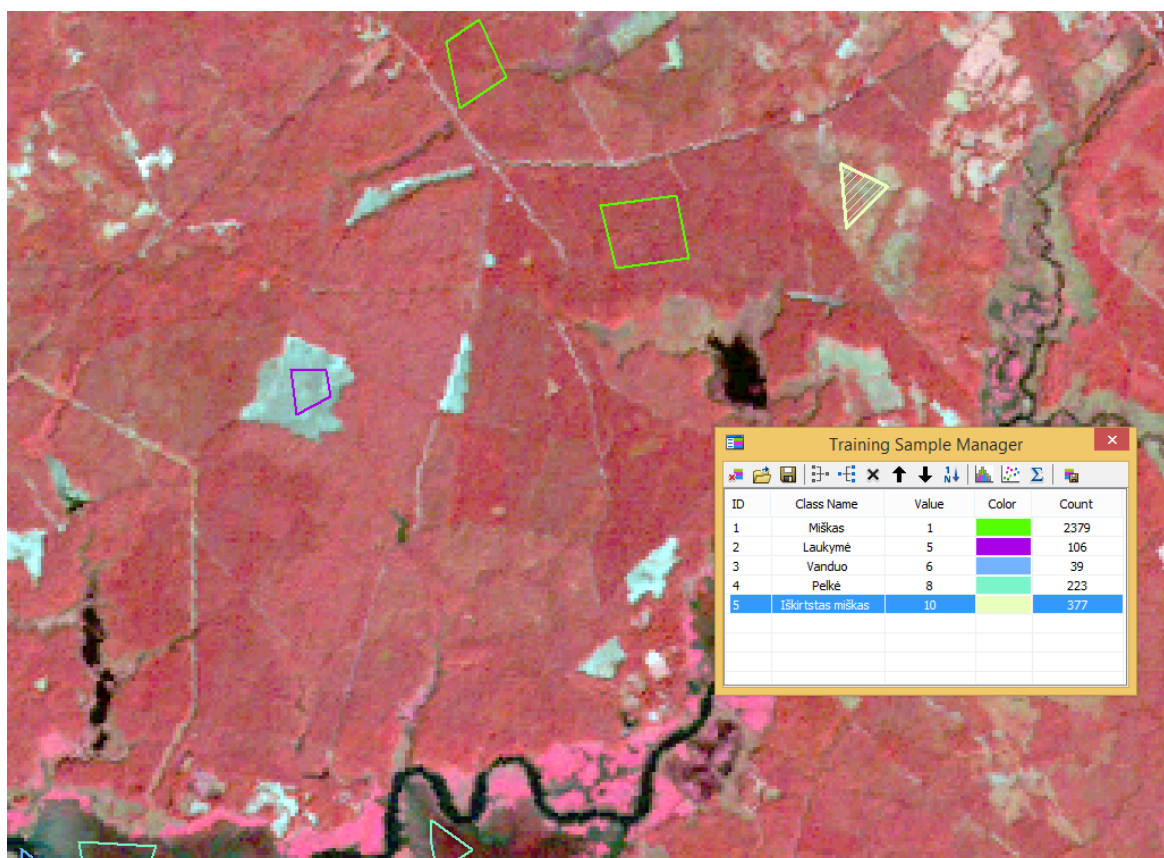 Training Sample Manager
ID Class Name Value Color Count
1 Miškas 1 2379
2 Laukymė 5 106
3 Vanduo 6 39
4 Pelkė 8 223
5 Iškirtstas miškas 10 377